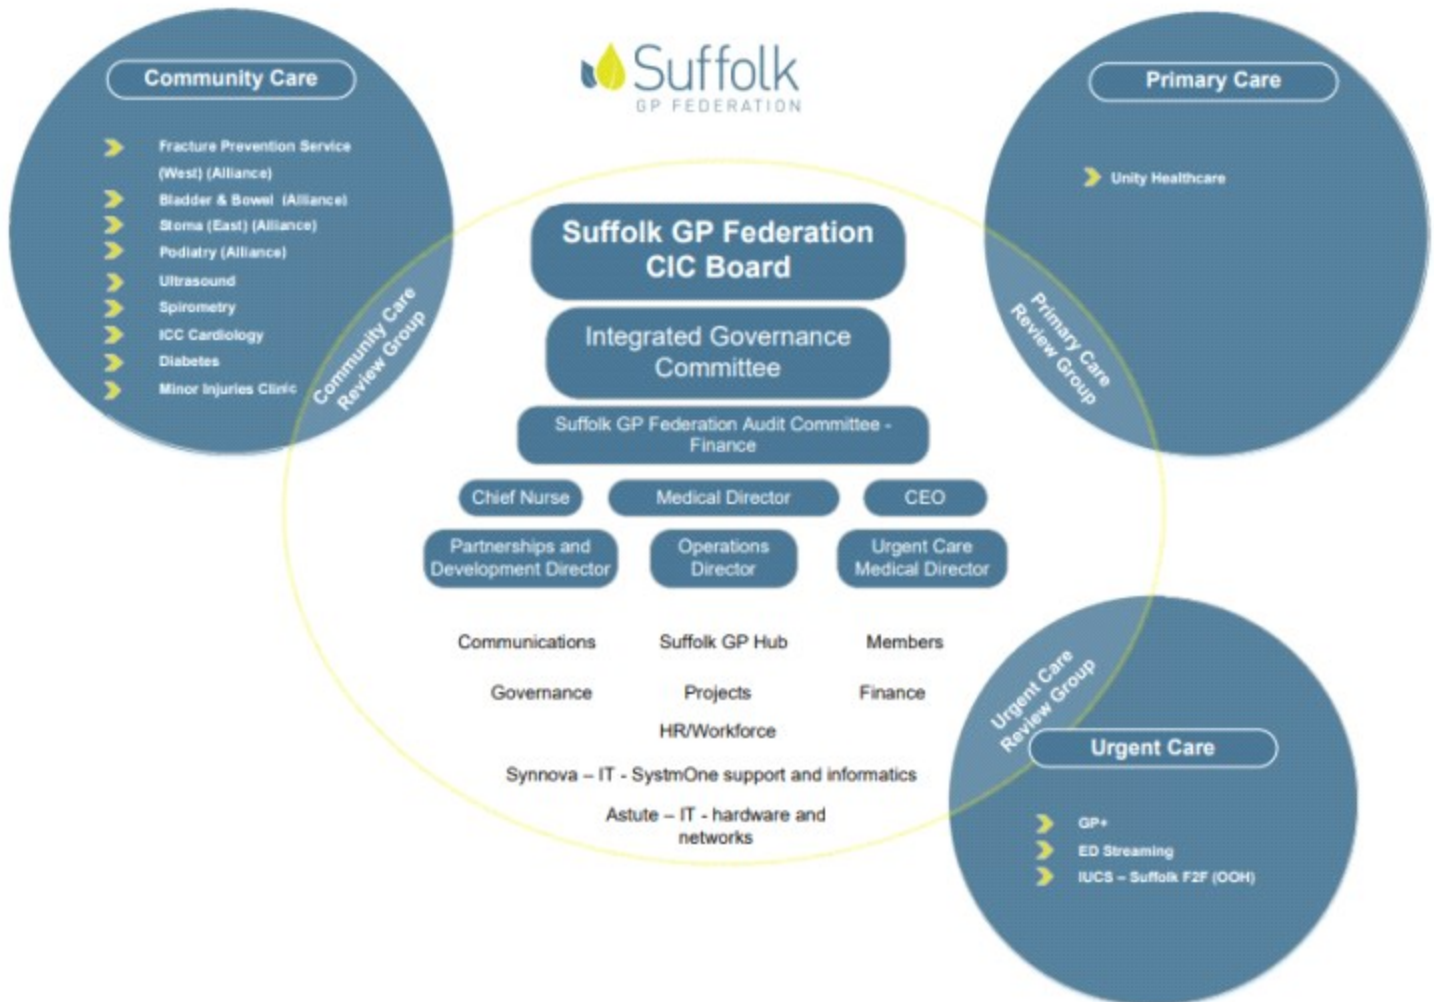 Community Care
Fracture Prevention Service
(West) (Alliance)
Bladder & Bowel (Alliance)
Stoma (East) (Alliance)
Podiatry (Alliance)
Ultrasound
Spirometry
ICC Cardiology
Diabetes
Minor Injuries Clinic
Community Care
Review Group
Suffolk
GP FEDERATION
Primary Care
Unity Healthcare
Primary Care
Review Group
Suffolk GP Federation
CIC Board
Integrated Governance
Committee
Suffolk GP Federation Audit Committee -
Finance
Chief Nurse
Medical Director
CEO
Partnerships and
Development Director
Operations
Director
Urgent Care
Medical Director
Communications
Suffolk GP Hub
Members
Governance
Projects
Finance
HR/Workforce
Synnova – IT - SystmOne support and informatics
Astute – IT - hardware and
networks
Urgent Care
Review Group
Urgent Care
GP+
ED Streaming
IUCS – Suffolk F2F (OOH)